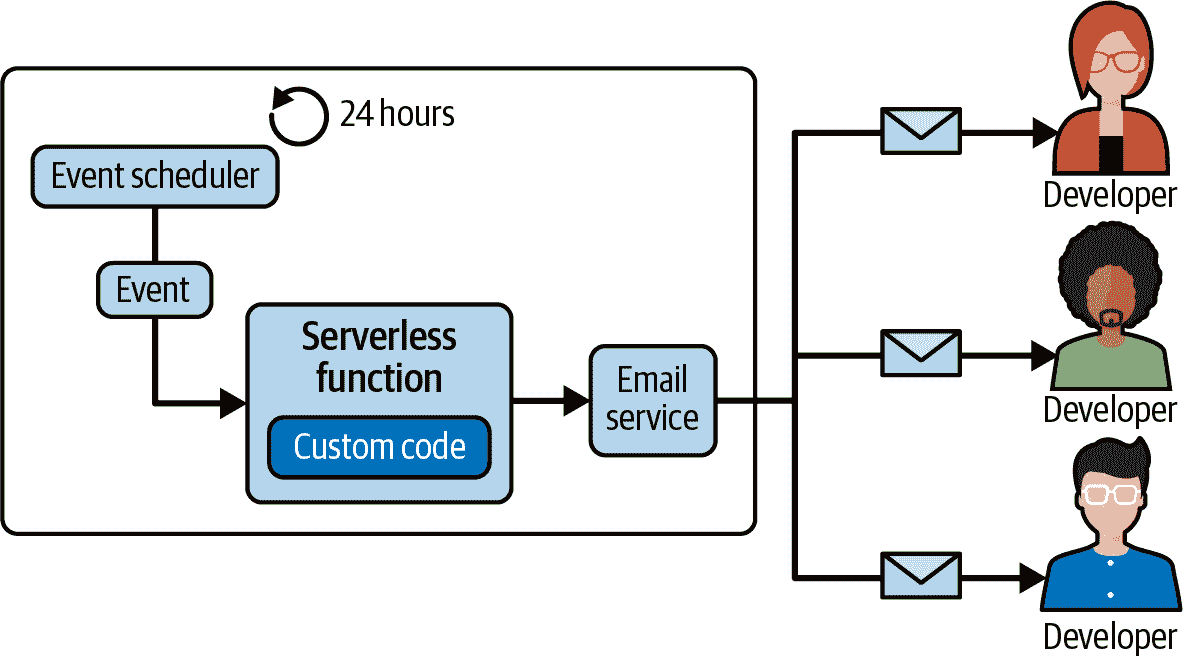 24 hours
Event scheduler
Event
Serverless
function
Custom code
Email
service
Developer
Developer
Developer